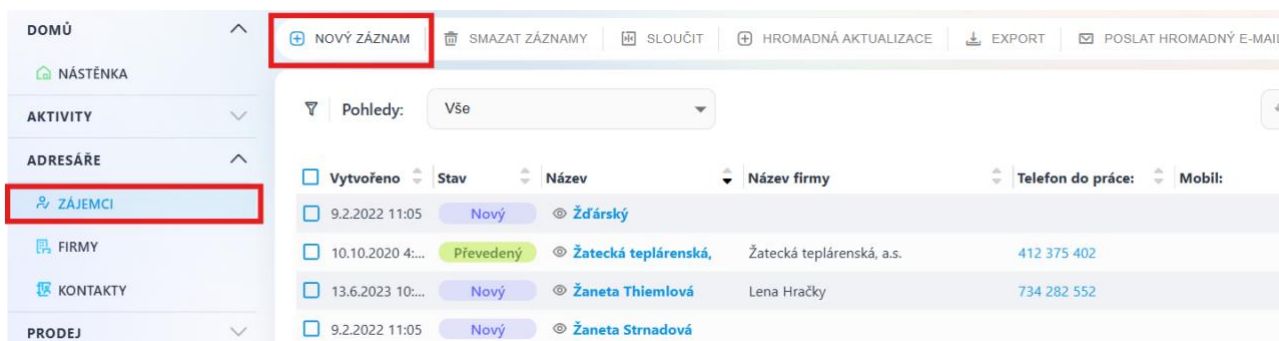 DOMŮ
NÁSTĚNKA
AKTIVITY
ADRESÁŘE
ZÁJEMCI
FIRMY
KONTAKTY
PRODEJ
NOVÝ ZÁZNAM SMAZAT ZÁZNAMY SLOUČIT HROMADNÁ AKTUALIZACE EXPORT POSLAT HROMADNÝ E-MAIL
Pohledy: Vše
Vytvořeno Stav Název Název firmy Telefon do práce: Mobil:
9.2.2022 11:05 Nový Žďárský
10.10.2020 4:... Převedený Žatecká teplárenská, Žatecká teplárenská, a.s. 412 375 402
13.6.2023 10:... Nový Žaneta Thiemlová Lena Hračky 734 282 552
9.2.2022 11:05 Nový Žaneta Strnadová